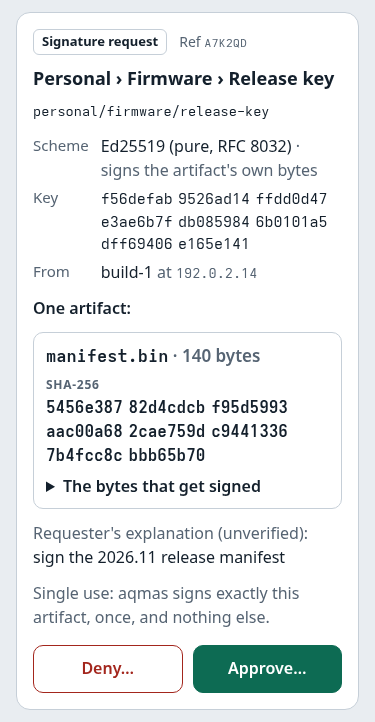 Signature request Ref A7K2QD
Personal › Firmware › Release key
personal/firmware/release-key
Scheme Ed25519 (pure, RFC 8032) ·
signs the artifact's own bytes
Key f56defab 9526ad14 ffdd0d47
e3ae6b7f db085984 6b0101a5
dff69406 e165e141
From build-1 at 192.0.2.14
One artifact:
manifest.bin · 140 bytes
SHA-256
5456e387 82d4cdcb f95d5993
aac00a68 2cae759d c9441336
7b4fcc8c bbb65b70
▶ The bytes that get signed
Requester's explanation (unverified):
sign the 2026.11 release manifest
Single use: aqmas signs exactly this
artifact, once, and nothing else.
Deny… Approve…